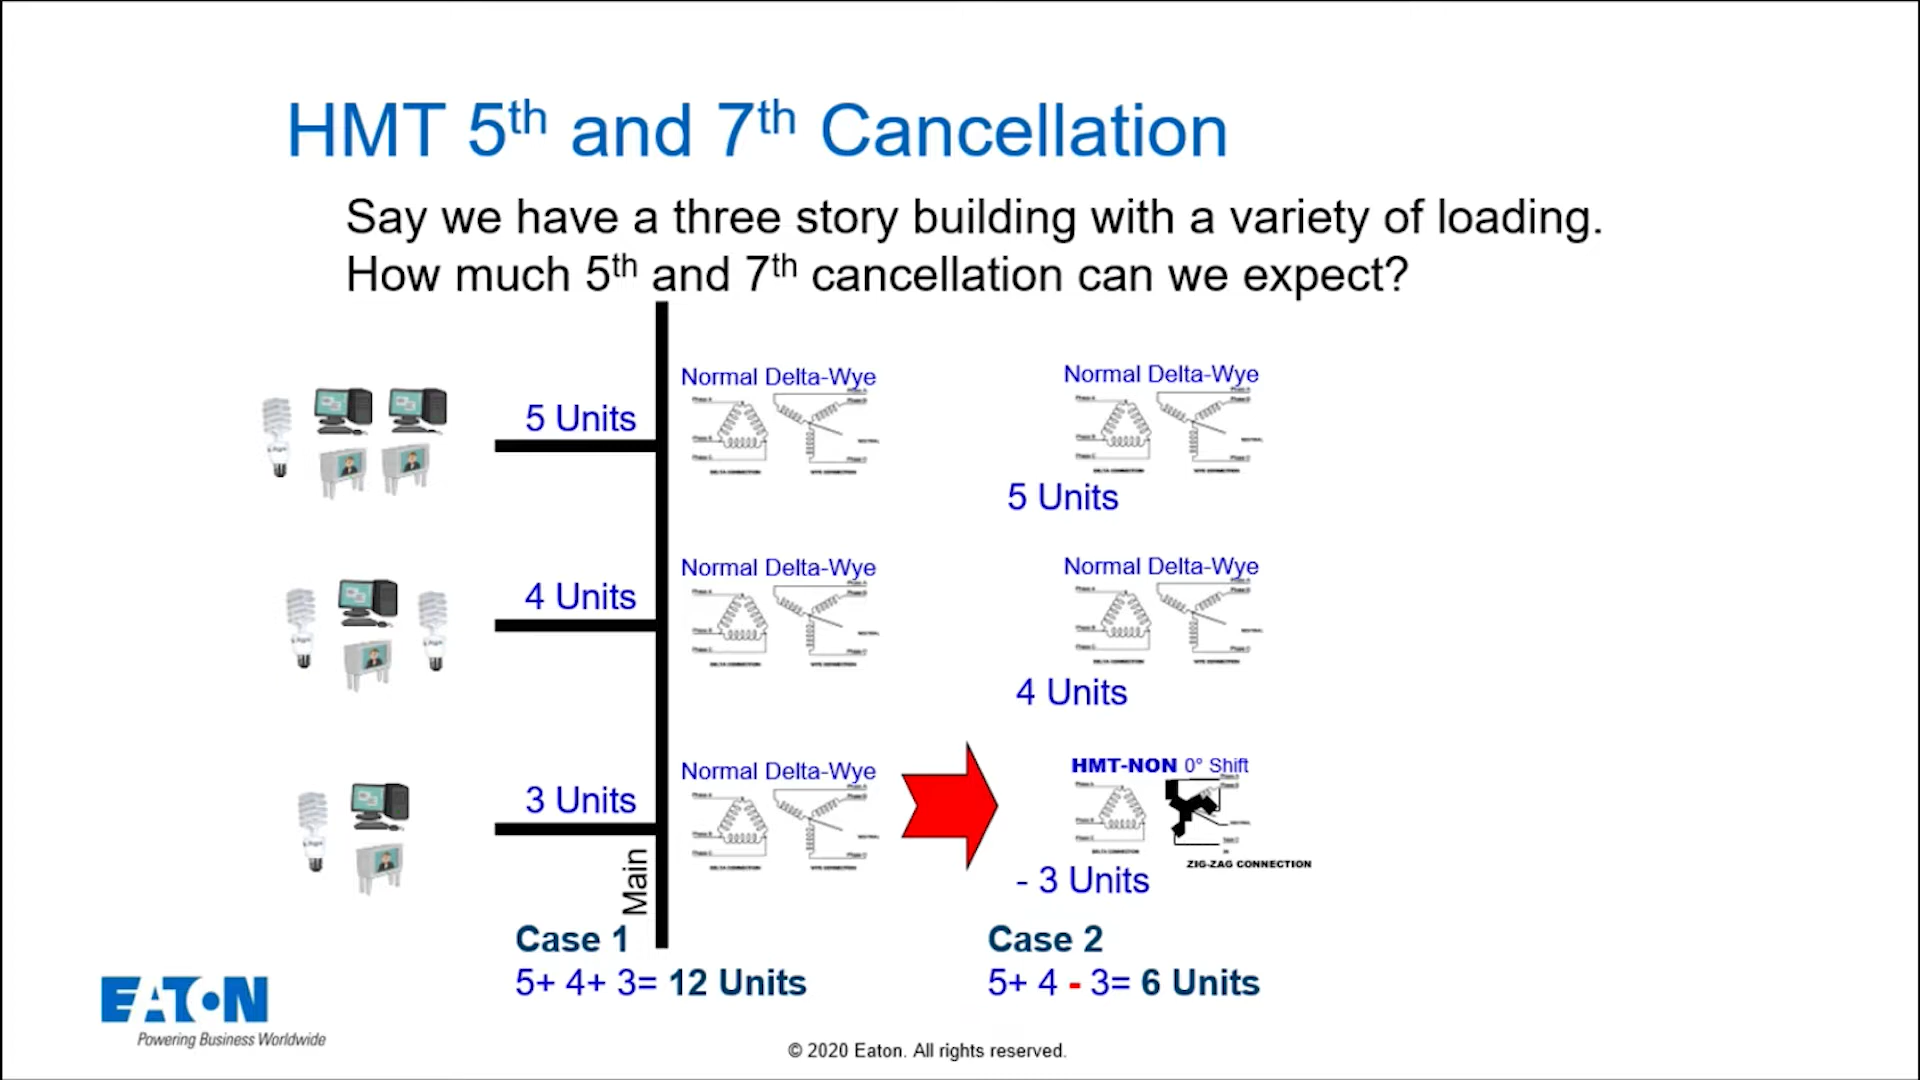 HMT 5th and 7th Cancellation
Say we have a three story building with a variety of loading.
How much 5th and 7th cancellation can we expect?
5 Units
Normal Delta-Wye
Normal Delta-Wye
5 Units
4 Units
Normal Delta-Wye
Normal Delta-Wye
4 Units
3 Units
Normal Delta-Wye
HMT-NON 0° Shift
ZIG-ZAG CONNECTION
- 3 Units
Main
Case 1
5+ 4+ 3= 12 Units
Case 2
5+ 4 - 3= 6 Units
EATON
Powering Business Worldwide
© 2020 Eaton. All rights reserved.